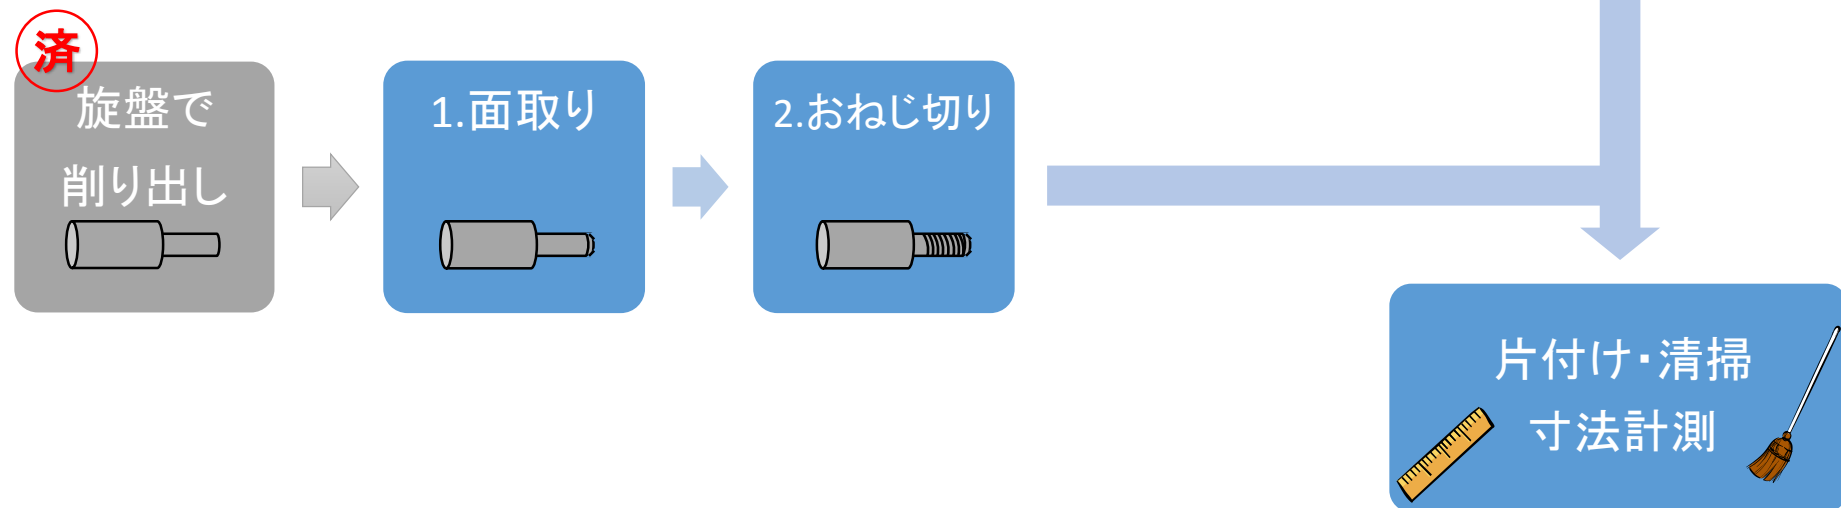 済
旋盤で
削り出し
1.面取り
2.おねじ切り
片付け・清掃
寸法計測